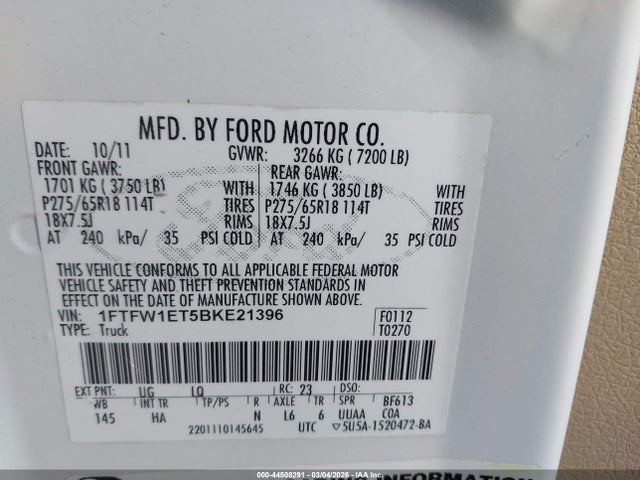 MFD. BY FORD MOTOR CO.
DATE: 10/11 GVWR: 3266 KG ( 7200 LB)
FRONT GAWR: REAR GAWR:
1701 KG ( 3750 LB) WITH 1746 KG ( 3850 LB) WITH
P275/65R18 114T TIRES P275/65R18 114T TIRES
18X7.5J RIMS 18X7.5J RIMS
AT 240 kPa/ 35 PSI COLD AT 240 kPa/ 35 PSI COLD
THIS VEHICLE CONFORMS TO ALL APPLICABLE FEDERAL MOTOR
VEHICLE SAFETY AND THEFT PREVENTION STANDARDS IN
EFFECT ON THE DATE OF MANUFACTURE SHOWN ABOVE.
VIN: 1FTFW1ET5BKE21396 F0112
TYPE: Truck T0270
EXT PNT: UG LQ RC: 23 DSO:
WB INT TR TP/PS R AXLE TR SPRING BF613
145 HA N L6 6 UUAA COA
2201110145645 UTC 5U5A-1520472-BA
INFORMATION
000-44508291 - 03/04/2026 - IAA Inc.